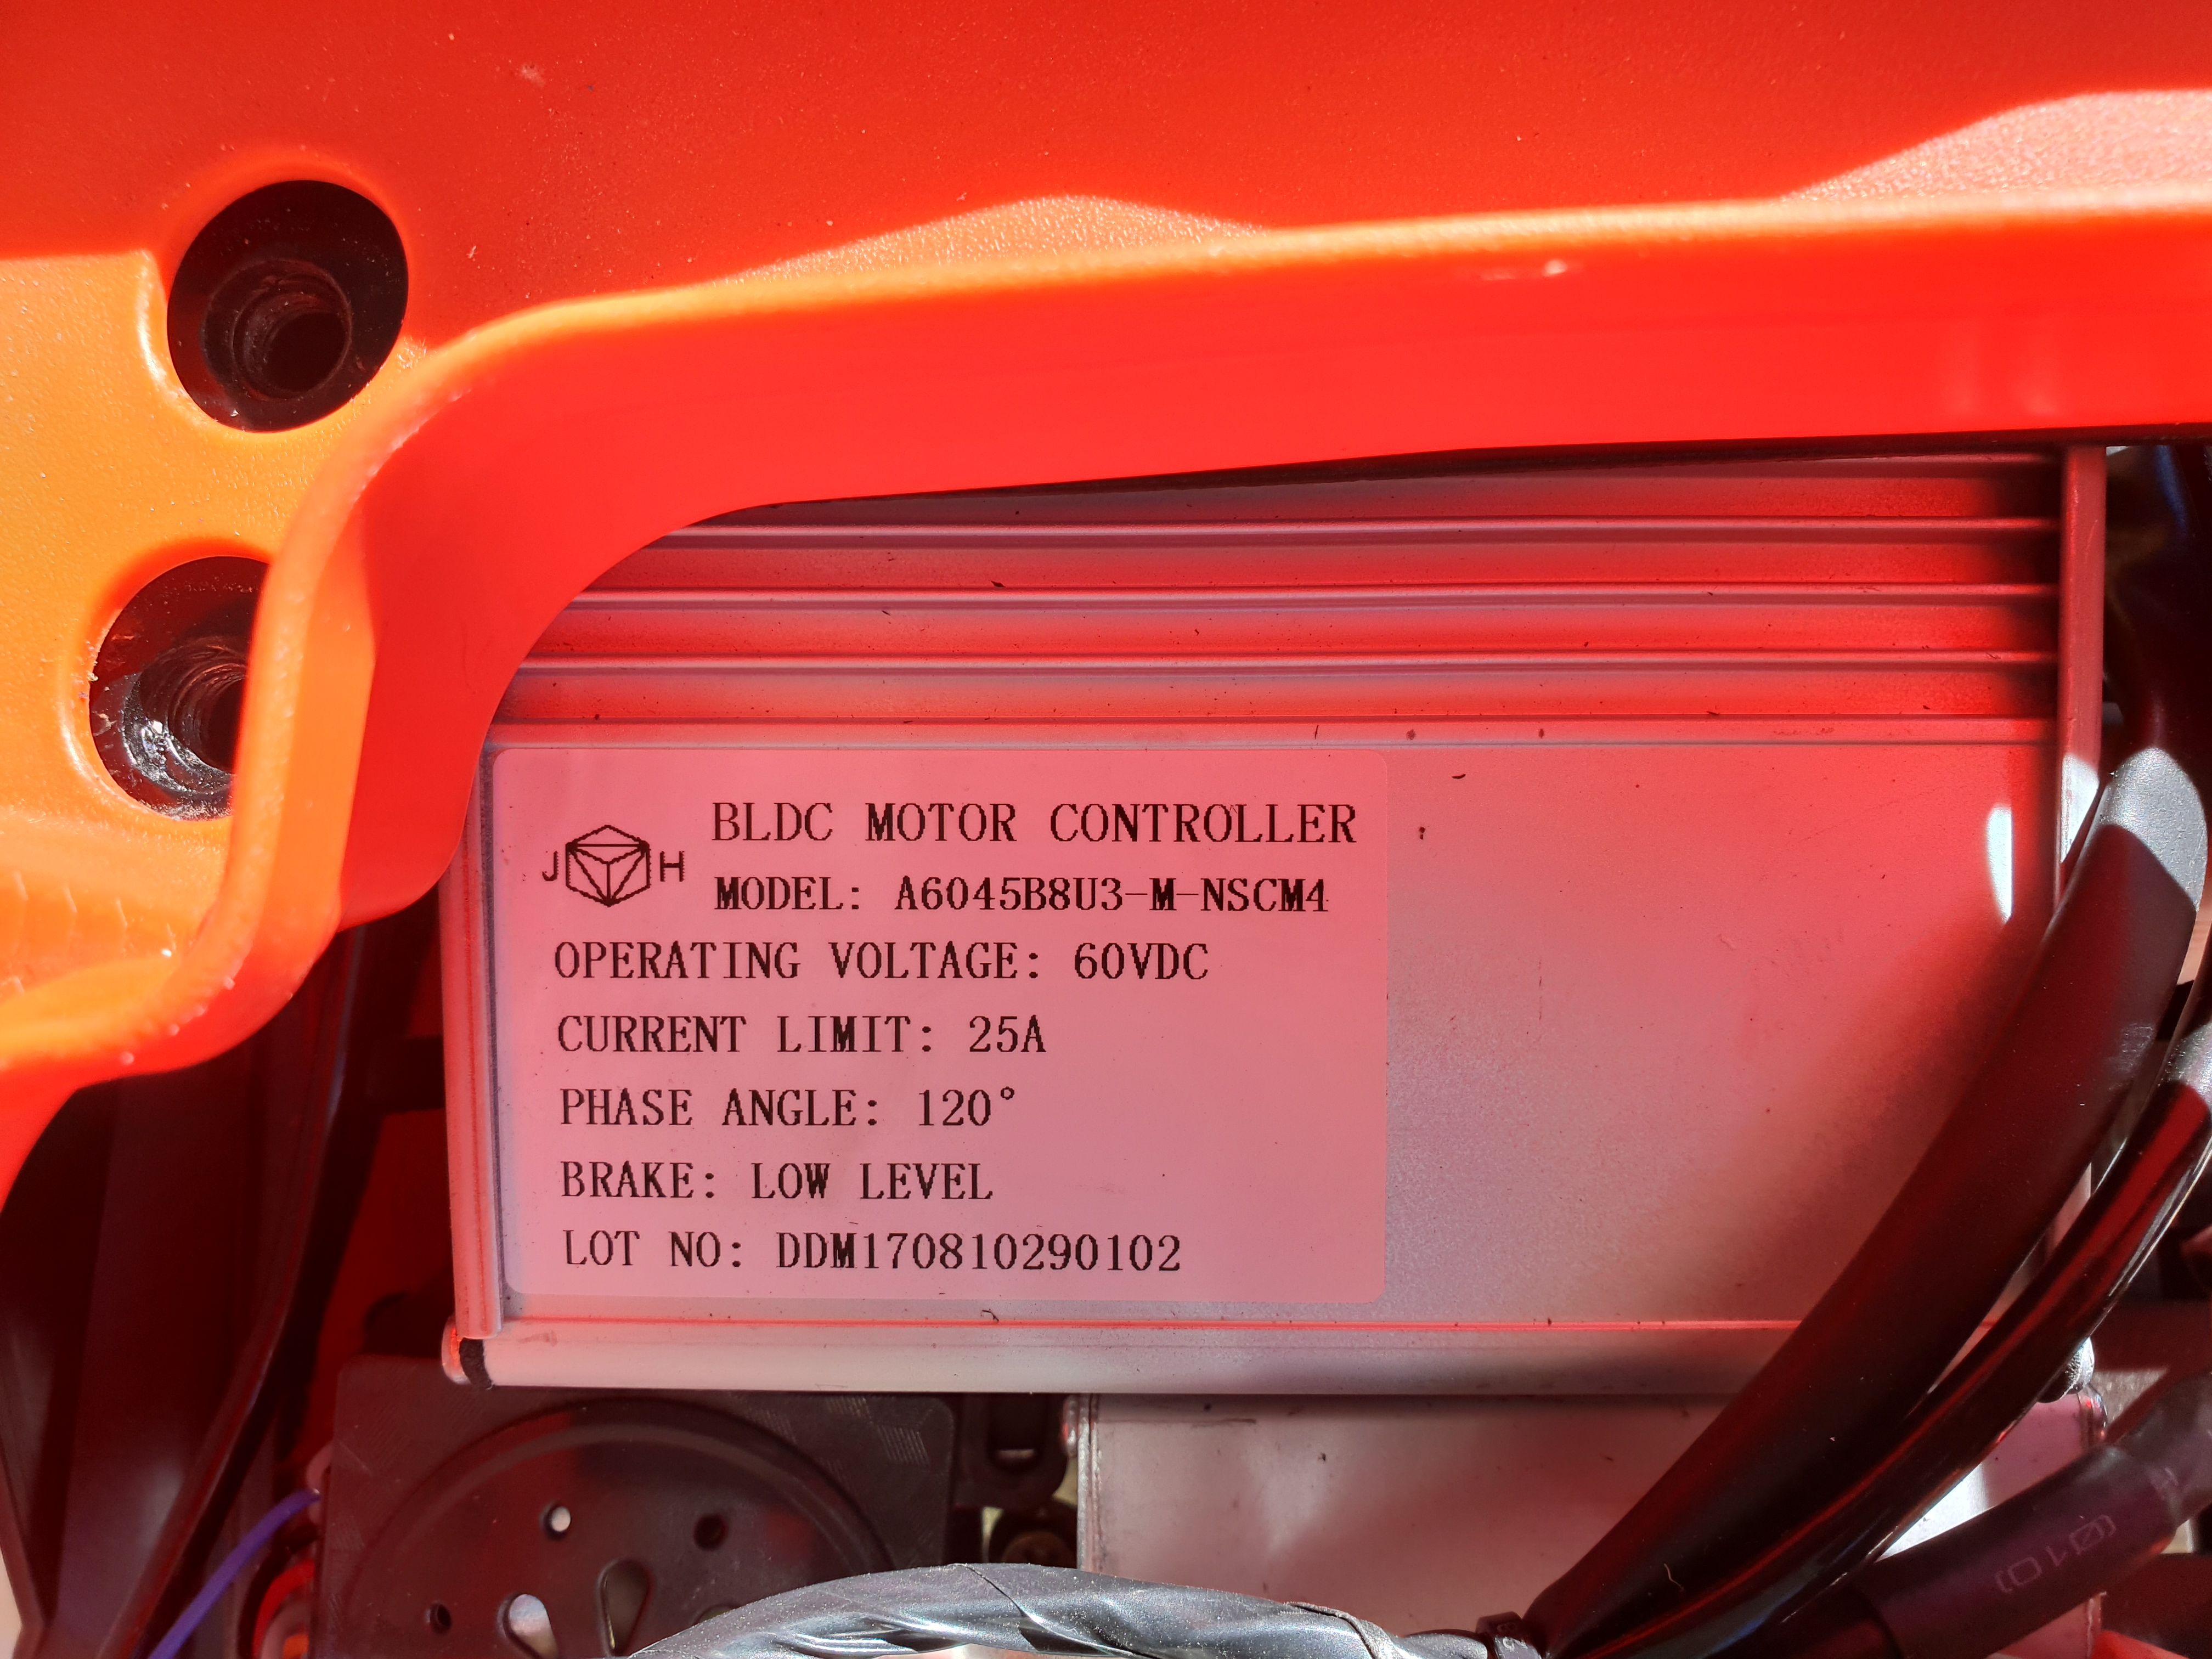 BLDC MOTOR CONTROLLER
J H
MODEL: A6045B8U3-M-NSCM4
OPERATING VOLTAGE: 60VDC
CURRENT LIMIT: 25A
PHASE ANGLE: 120°
BRAKE: LOW LEVEL
LOT NO: DDM170810290102